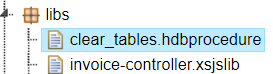 libs
clear_tables.hdbprocedure
invoice-controller.xsjslib